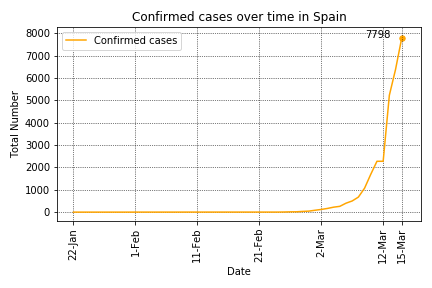 Confirmed cases over time in Spain
7798
Confirmed cases
8000
7000
6000
5000
4000
3000
2000
1000
0
Total Number
22-Jan
1-Feb
11-Feb
21-Feb
2-Mar
12-Mar
15-Mar
Date